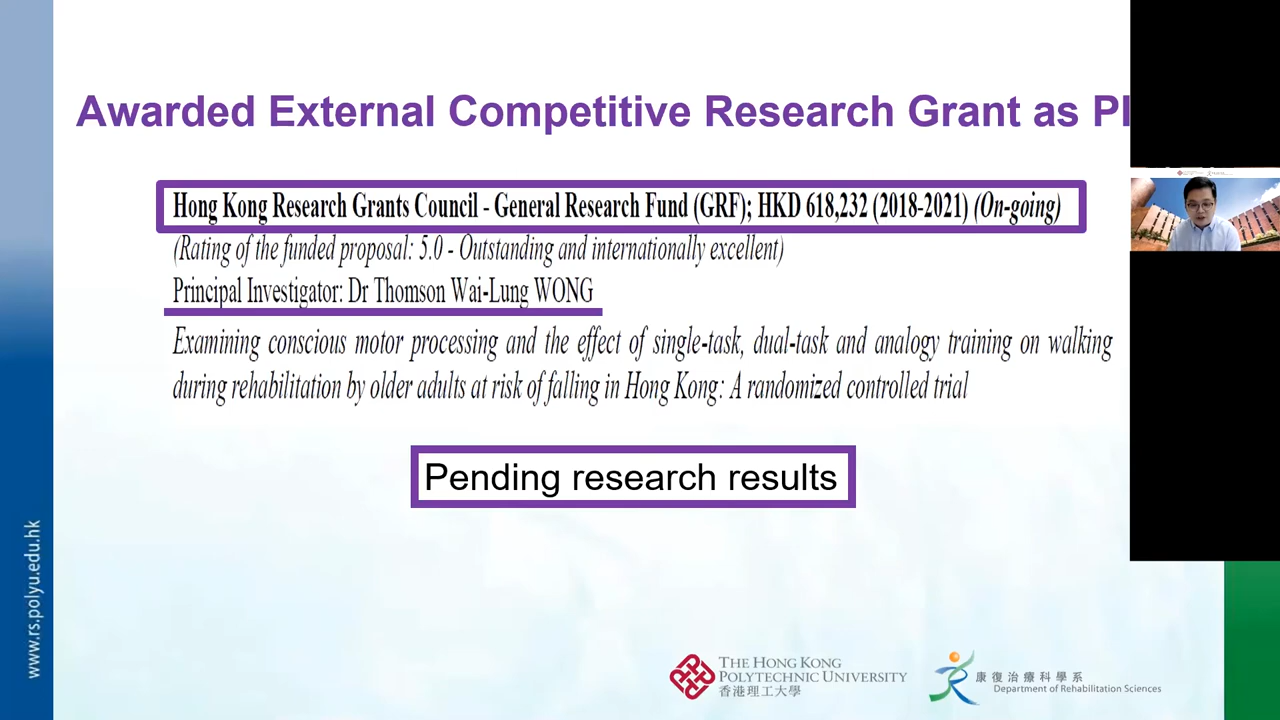 Awarded External Competitive Research Grant as PI
Hong Kong Research Grants Council - General Research Fund (GRF); HKD 618,232 (2018-2021) (On-going)
(Rating of the funded proposal: 5.0 - Outstanding and internationally excellent)
Principal Investigator: Dr Thomson Wai-Lung WONG
Examining conscious motor processing and the effect of single-task, dual-task and analogy training on walking
during rehabilitation by older adults at risk of falling in Hong Kong: A randomized controlled trial
Pending research results
www.rs.polyu.edu.hk
THE HONG KONG
POLYTECHNIC UNIVERSITY
香港理工大學
康復治療科學系
Department of Rehabilitation Sciences